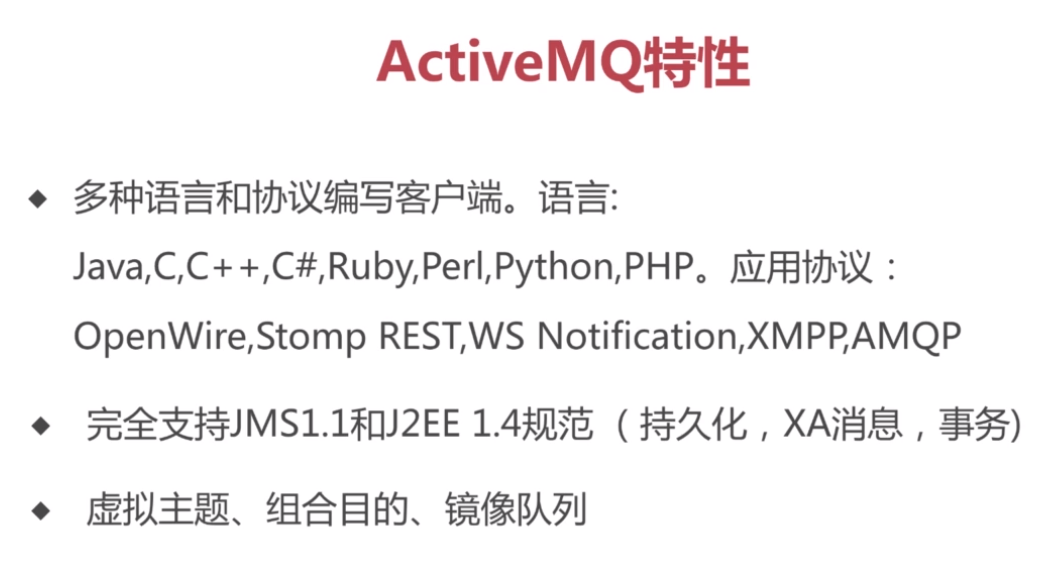 ActiveMQ特性
◆ 多种语言和协议编写客户端。语言:
Java,C,C++,C#,Ruby,Perl,Python,PHP。应用协议：
OpenWire,Stomp REST,WS Notification,XMPP,AMQP
◆ 完全支持JMS1.1和J2EE 1.4规范 （持久化，XA消息，事务)
◆ 虚拟主题、组合目的、镜像队列